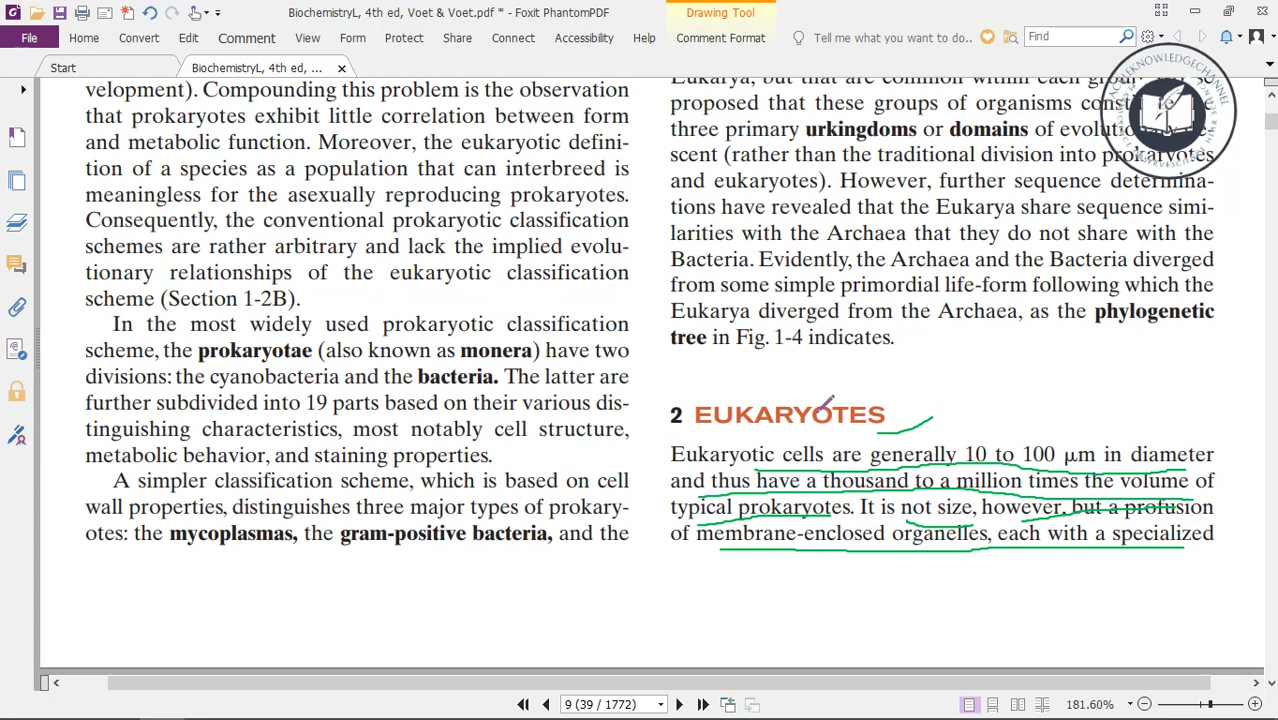 BiochemistryL, 4th ed, Voet & Voet.pdf * - Foxit PhantomPDF
Drawing Tool
File
Home
Convert
Edit
Comment
View
Form
Protect
Share
Connect
Accessibility
Help
Comment Format
Tell me what you want to do..
Find
Start
BiochemistryL, 4th ed, ...
velopment). Compounding this problem is the observation
that prokaryotes exhibit little correlation between form
and metabolic function. Moreover, the eukaryotic defini-
tion of a species as a population that can interbreed is
meaningless for the asexually reproducing prokaryotes.
Consequently, the conventional prokaryotic classification
schemes are rather arbitrary and lack the implied evolu-
tionary relationships of the eukaryotic classification
scheme (Section 1-2B).
In the most widely used prokaryotic classification
scheme, the prokaryotae (also known as monera) have two
divisions: the cyanobacteria and the bacteria. The latter are
further subdivided into 19 parts based on their various dis-
tinguishing characteristics, most notably cell structure,
metabolic behavior, and staining properties.
A simpler classification scheme, which is based on cell
wall properties, distinguishes three major types of prokary-
otes: the mycoplasmas, the gram-positive bacteria, and the
Eukarya, but that are common within each group
proposed that these groups of organisms
three primary urkingdoms or domains of
scent (rather than the traditional division into prokaryotes
and eukaryotes). However, further sequence determina-
tions have revealed that the Eukarya share sequence simi-
larities with the Archaea that they do not share with the
Bacteria. Evidently, the Archaea and the Bacteria diverged
from some simple primordial life-form following which the
Eukarya diverged from the Archaea, as the phylogenetic
tree in Fig. 1-4 indicates.
2 EUKARYOTES
Eukaryotic cells are generally 10 to 100 μm in diameter
and thus have a thousand to a million times the volume of
typical prokaryotes. It is not size, however, but a profusion
of membrane-enclosed organelles, each with a specialized
9 (39 / 1772)
181.60%